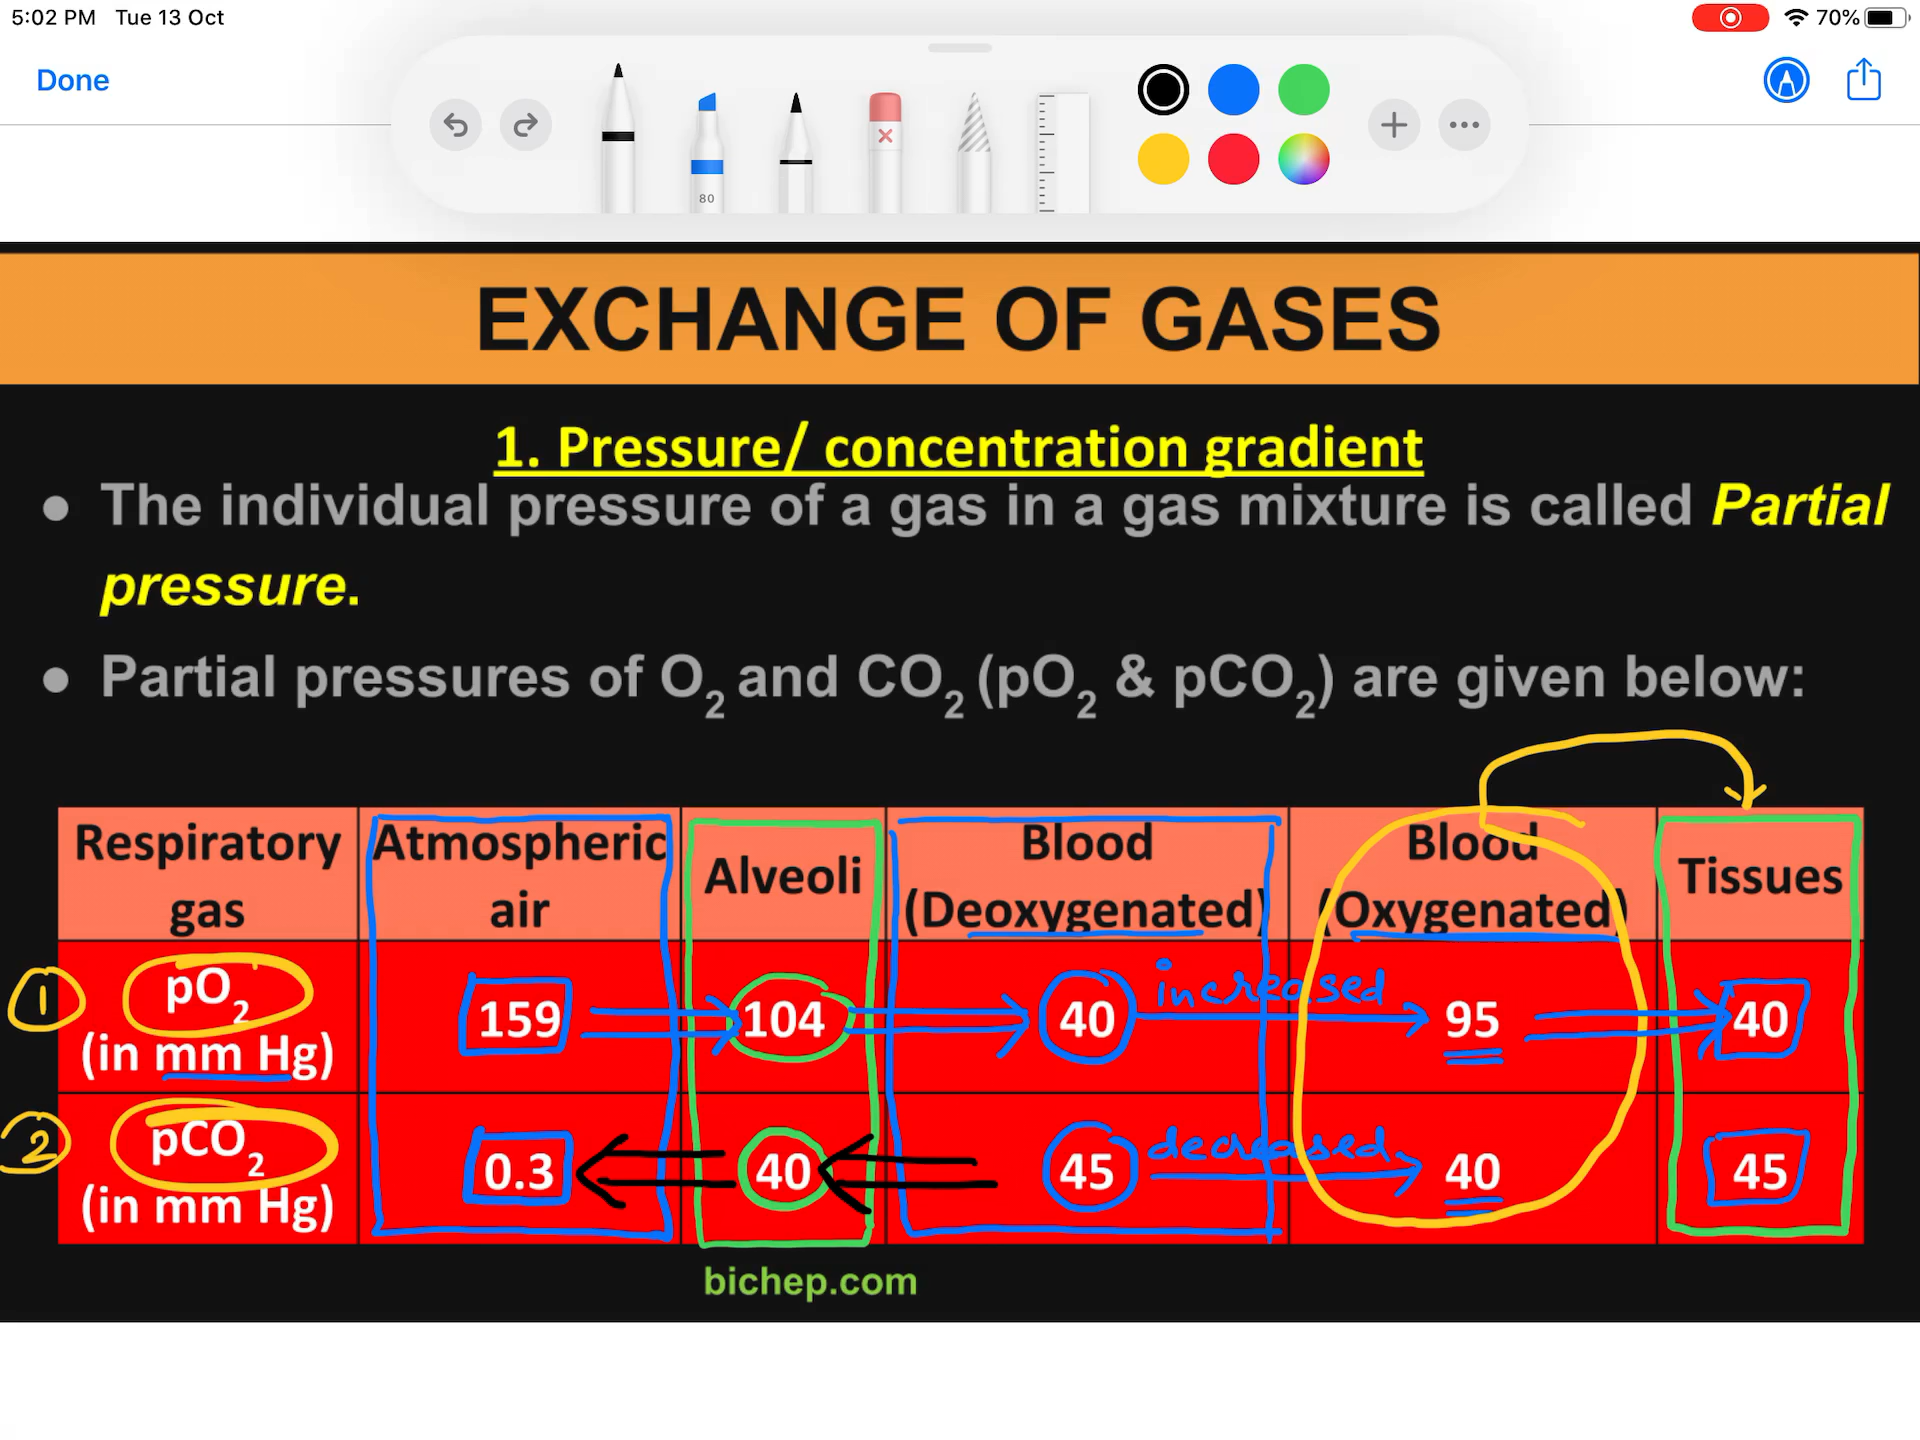 5:02 PM Tue 13 Oct
70%
Done
80
EXCHANGE OF GASES
1. Pressure/ concentration gradient
● The individual pressure of a gas in a gas mixture is called Partial
pressure.
● Partial pressures of O₂ and CO₂ (pO₂ & pCO₂) are given below:
Respiratory gas Atmospheric air Alveoli Blood (Deoxygenated) Blood (Oxygenated) Tissues
1 pO₂ (in mm Hg) 159 104 40 increased 95 40
2 pCO₂ (in mm Hg) 0.3 40 45 decreased 40 45
bichep.com